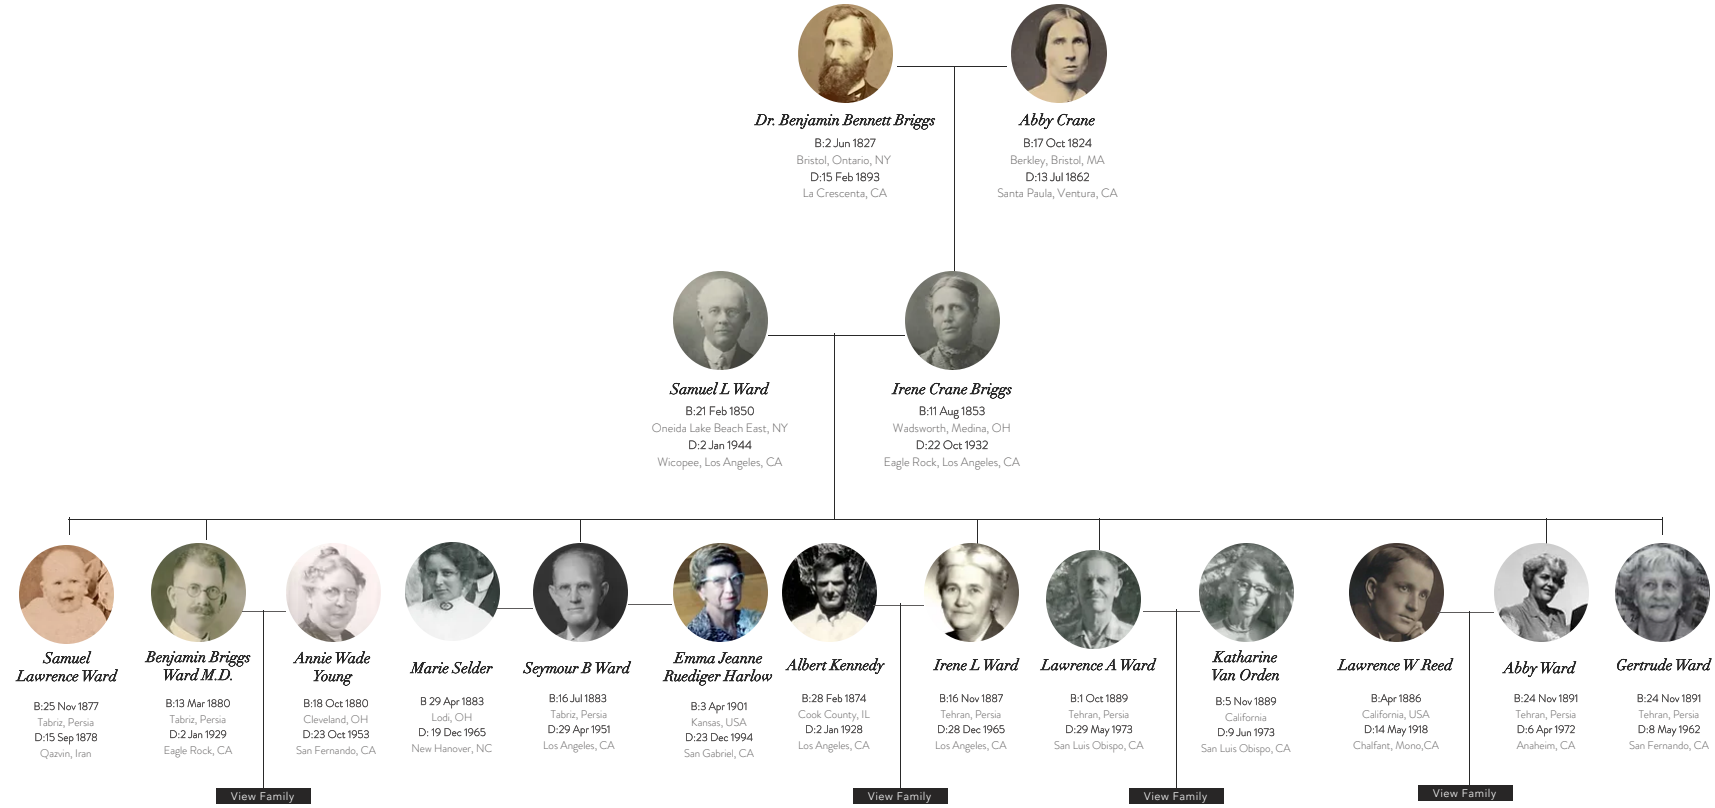 Dr. Benjamin Bennett Briggs
B:2 Jun 1827
Bristol, Ontario, NY
D:15 Feb 1893
La Crescenta, CA
Abby Crane
B:17 Oct 1824
Berkley, Bristol, MA
D:13 Jul 1862
Santa Paula, Ventura, CA
Samuel L Ward
B:21 Feb 1850
Oneida Lake Beach East, NY
D:2 Jan 1944
Wicopee, Los Angeles, CA
Irene Crane Briggs
B:11 Aug 1853
Wadsworth, Medina, OH
D:22 Oct 1932
Eagle Rock, Los Angeles, CA
Samuel
Lawrence Ward
B:25 Nov 1877
Tabriz, Persia
D:15 Sep 1878
Qazvin, Iran
Benjamin Briggs
Ward M.D.
B:13 Mar 1880
Tabriz, Persia
D:2 Jan 1929
Eagle Rock, CA
Annie Wade
Young
B:18 Oct 1880
Cleveland, OH
D:23 Oct 1953
San Fernando, CA
Marie Selder
B 29 Apr 1883
Lodi, OH
D: 19 Dec 1965
New Hanover, NC
Seymour B Ward
B:16 Jul 1883
Tabriz, Persia
D:29 Apr 1951
Los Angeles, CA
Emma Jeanne
Ruediger Harlow
B:3 Apr 1901
Kansas, USA
D:23 Dec 1994
San Gabriel, CA
Albert Kennedy
B:28 Feb 1874
Cook County, IL
D:2 Jan 1928
Los Angeles, CA
Irene L Ward
B:16 Nov 1887
Tehran, Persia
D:28 Dec 1965
Los Angeles, CA
Lawrence A Ward
B:1 Oct 1889
Tehran, Persia
D:29 May 1973
San Luis Obispo, CA
Katharine
Van Orden
B:5 Nov 1889
California
D:9 Jun 1973
San Luis Obispo, CA
Lawrence W Reed
B:Apr 1886
California, USA
D:14 May 1918
Chalfant, Mono,CA
Abby Ward
B:24 Nov 1891
Tehran, Persia
D:6 Apr 1972
Anaheim, CA
Gertrude Ward
B:24 Nov 1891
Tehran, Persia
D:8 May 1962
San Fernando, CA
View Family
View Family
View Family
View Family